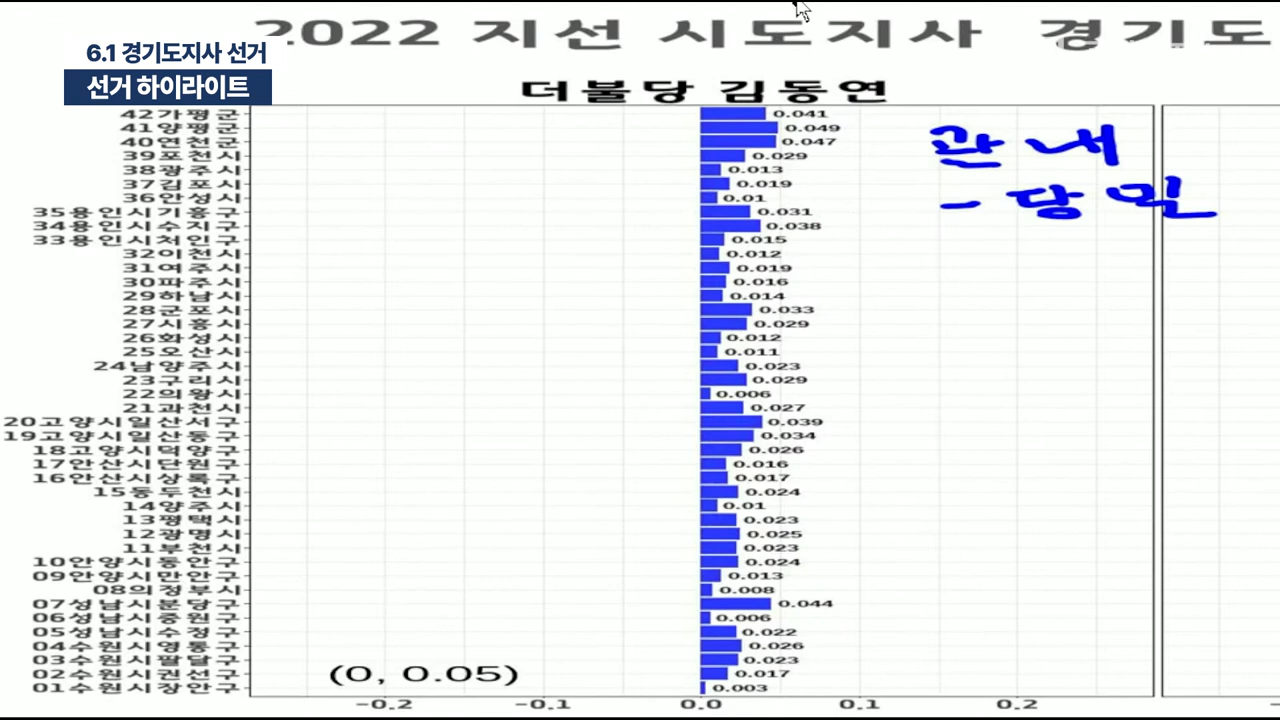 2022 지선 시도지사 경기도
6.1 경기도지사 선거
선거 하이라이트
더불당 김동연
42가평군 0.041
41양평군 0.049
40연천군 0.047
39포천시 0.029
38광주시 0.013
37김포시 0.019
36안성시 0.01
35용인시기흥구 0.031
34용인시수지구 0.038
33용인시처인구 0.015
32이천시 0.012
31여주시 0.019
30파주시 0.016
29하남시 0.014
28군포시 0.033
27시흥시 0.029
26화성시 0.012
25오산시 0.011
24남양주시 0.023
23구리시 0.029
22의왕시 0.006
21과천시 0.027
20고양시일산서구 0.039
19고양시일산동구 0.034
18고양시덕양구 0.026
17안산시단원구 0.016
16안산시상록구 0.017
15동두천시 0.024
14양주시 0.01
13평택시 0.023
12광명시 0.025
11부천시 0.023
10안양시동안구 0.024
09안양시만안구 0.013
08의정부시 0.008
07성남시분당구 0.044
06성남시중원구 0.006
05성남시수정구 0.022
04수원시영통구 0.026
03수원시팔달구 0.023
02수원시권선구 0.017
01수원시장안구 0.003
관내
- 당일
(0, 0.05)
-0.2 -0.1 0.0 0.1 0.2